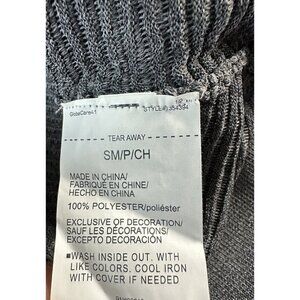 TEAR AWAY
SM/P/CH
MADE IN CHINA/
FABRIQUÉ EN CHINE/
HECHO EN CHINA
100% POLYESTER/poliéster
EXCLUSIVE OF DECORATION/
SAUF LES DÉCORATIONS/
EXCEPTO DECORACIÓN
■WASH INSIDE OUT. WITH
LIKE COLORS. COOL IRON
WITH COVER IF NEEDED